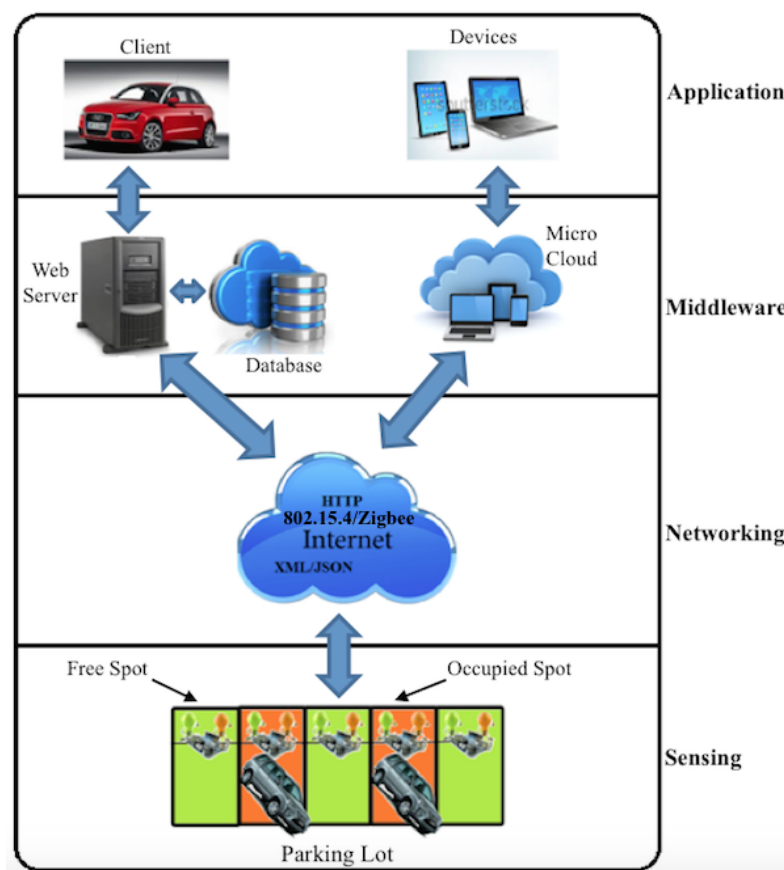 Client
Devices
Application
Web
Server
Micro
Cloud
Middleware
Database
HTTP
802.15.4/Zigbee
Internet
XML/JSON
Networking
Free Spot
Occupied Spot
Sensing
Parking Lot